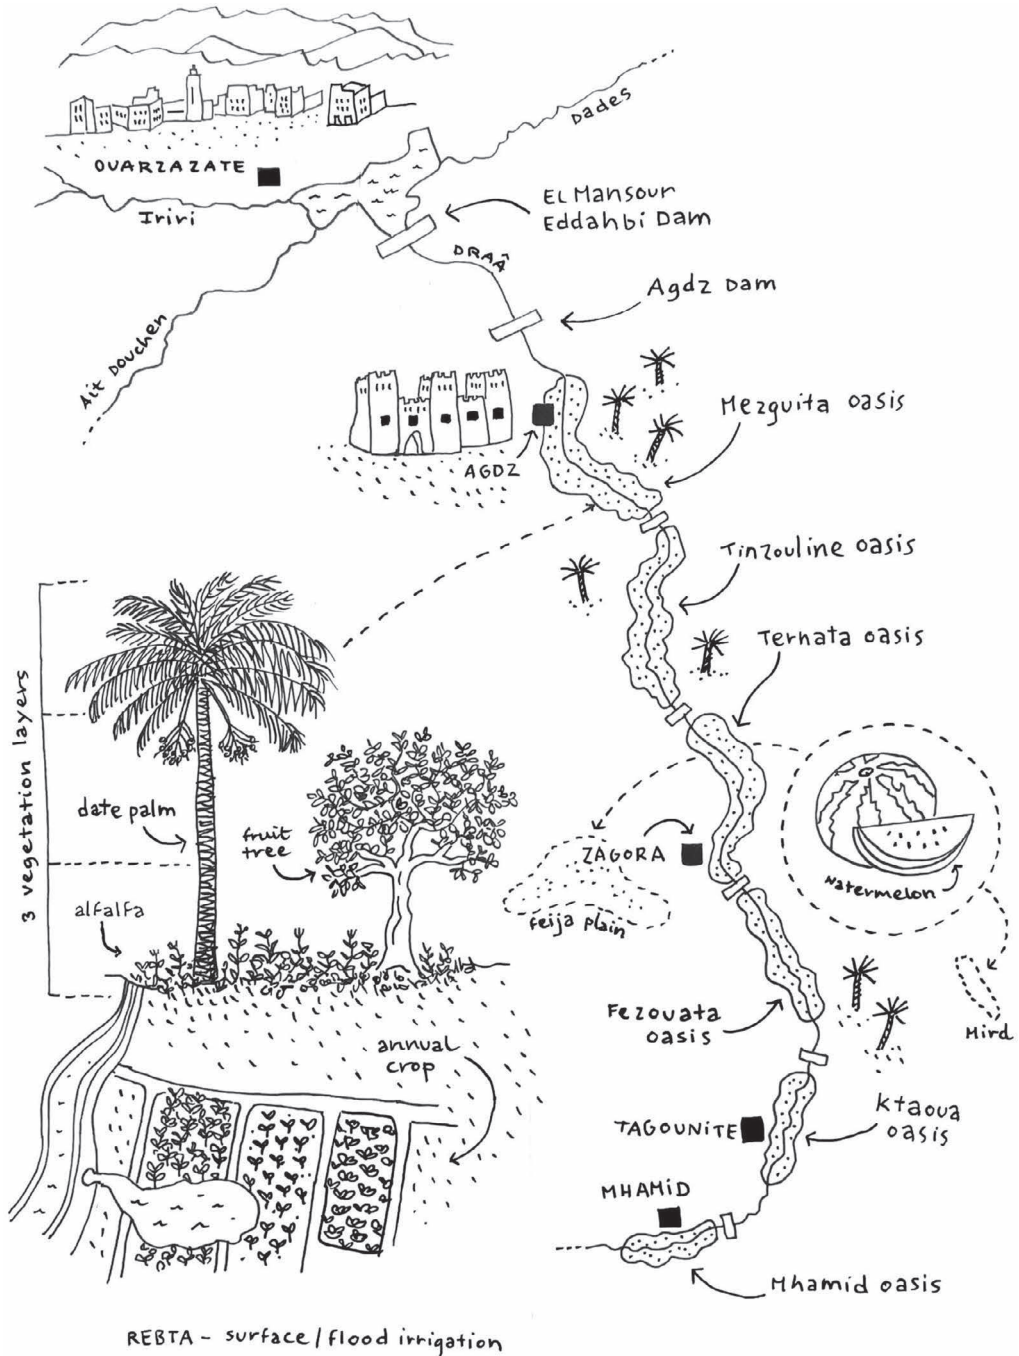 Dades
OUARZAZATE
Iriri
EL Mansour
Eddahbi Dam
DRAÂ
Agdz Dam
Ait Douchen
Mezguita oasis
AGDZ
Tinzouline oasis
Ternata oasis
3 vegetation layers
date palm
fruit
tree
ZAGORA
feija plain
Watermelon
alfalfa
Fezouata
oasis
Mird
annual
crop
Ktaoua
oasis
TAGOUNITE
MHAMID
Mhamid oasis
REBTA - surface/flood irrigation